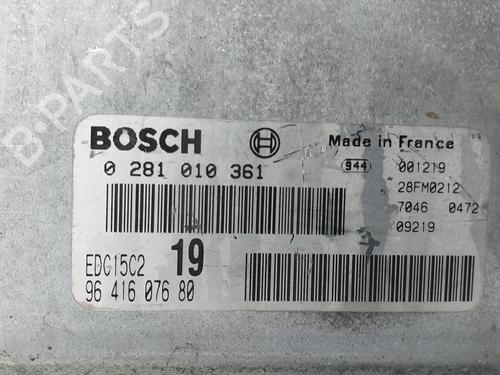 B-PARTS
BOSCH Made in France
0 281 010 361 944 001219
28FM0212
7046 0472
09219
EDC15C2 19
96 416 076 80